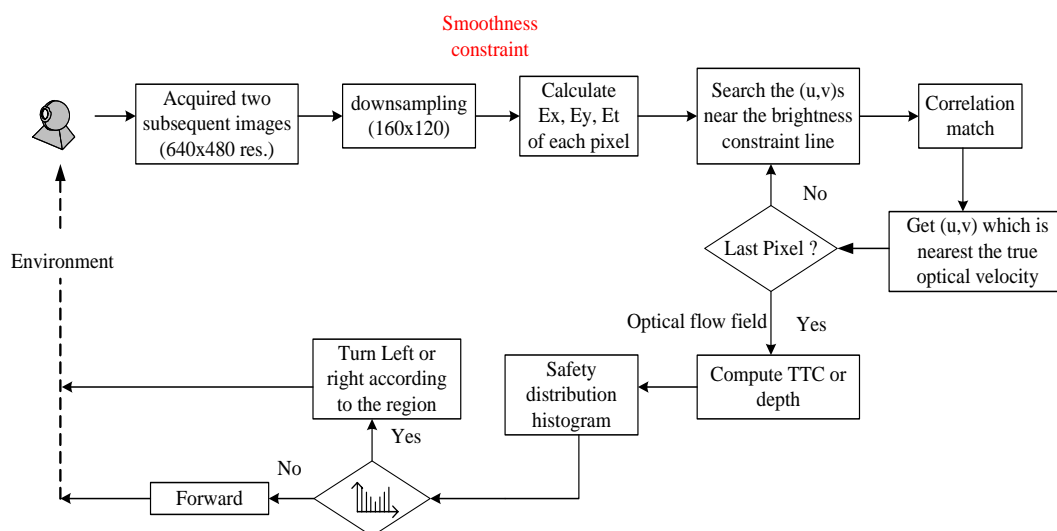 Smoothness
constraint
Acquired two
subsequent images
(640x480 res.)
downsampling
(160x120)
Calculate
Ex, Ey, Et
of each pixel
Search the (u,v)s
near the brightness
constraint line
Correlation
match
No
Get (u,v) which is
nearest the true
optical velocity
Last Pixel ?
Environment
Optical flow field
Yes
Turn Left or
right according
to the region
Safety
distribution
histogram
Compute TTC or
depth
Yes
No
Forward